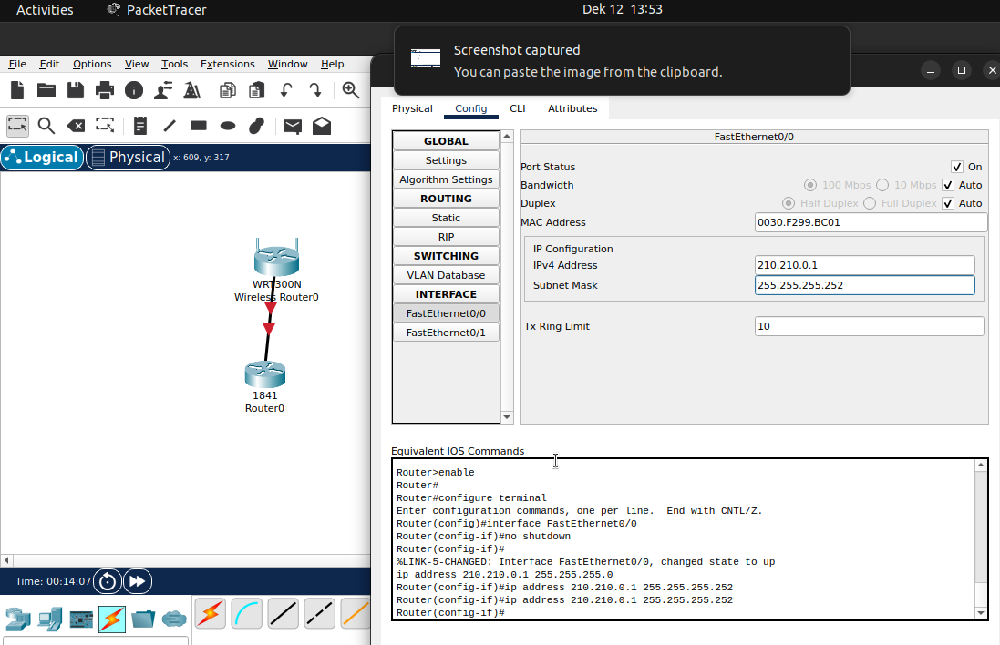 Activities
PacketTracer
Dek 12 13:53
Screenshot captured
You can paste the image from the clipboard.
File Edit Options View Tools Extensions Window Help
Physical Config CLI Attributes
Logical
Physical
x: 609, y: 317
WRT300N
Wireless Router0
1841
Router0
Time: 00:14:07
GLOBAL
Settings
Algorithm Settings
ROUTING
Static
RIP
SWITCHING
VLAN Database
INTERFACE
FastEthernet0/0
FastEthernet0/1
FastEthernet0/0
Port Status On
Bandwidth 100 Mbps 10 Mbps Auto
Duplex Half Duplex Full Duplex Auto
MAC Address 0030.F299.BC01
IP Configuration
IPv4 Address 210.210.0.1
Subnet Mask 255.255.255.252
Tx Ring Limit 10
Equivalent IOS Commands
Router>enable
Router#
Router#configure terminal
Enter configuration commands, one per line.  End with CNTL/Z.
Router(config)#interface FastEthernet0/0
Router(config-if)#no shutdown
Router(config-if)#
%LINK-5-CHANGED: Interface FastEthernet0/0, changed state to up
ip address 210.210.0.1 255.255.255.0
Router(config-if)#ip address 210.210.0.1 255.255.255.252
Router(config-if)#ip address 210.210.0.1 255.255.255.252
Router(config-if)#